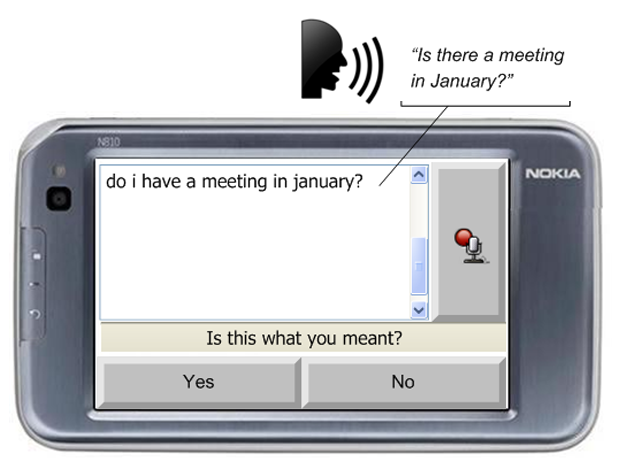 “Is there a meeting
in January?”
N810
NOKIA
do i have a meeting in january?
Is this what you meant?
Yes
No